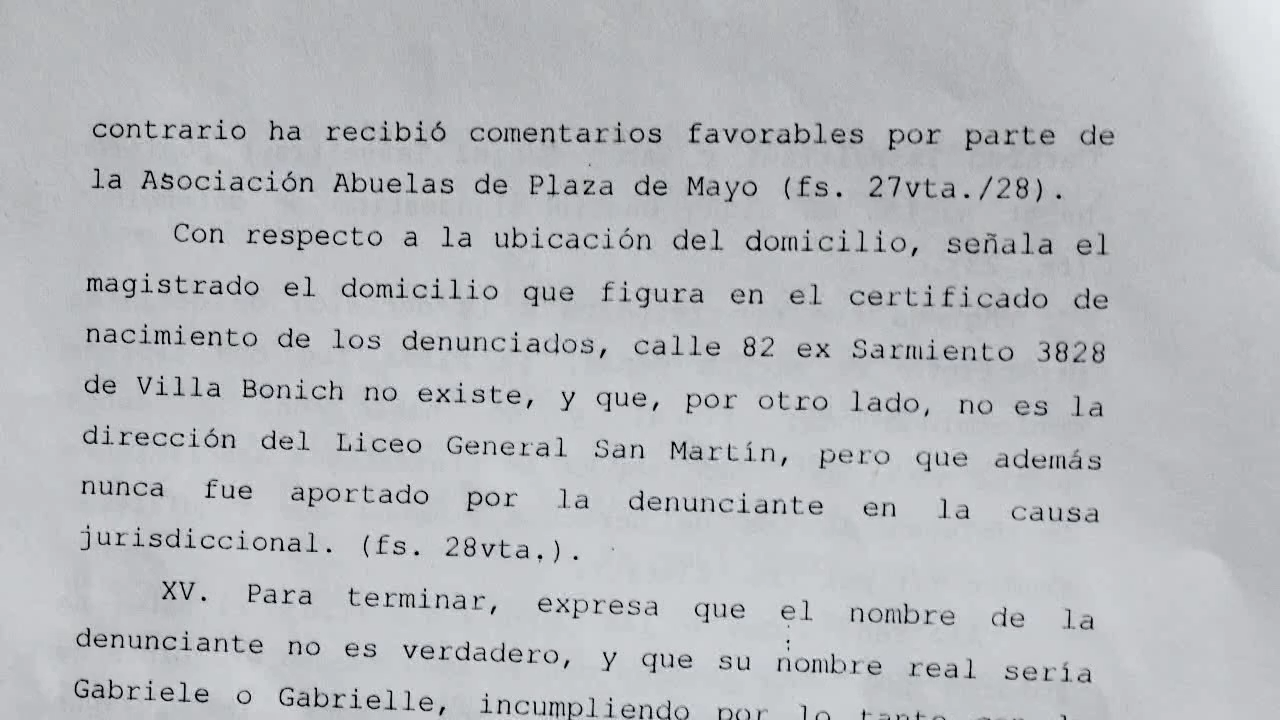 contrario ha recibió comentarios favorables por parte de
la Asociación Abuelas de Plaza de Mayo (fs. 27vta./28).
Con respecto a la ubicación del domicilio, señala el
magistrado el domicilio que figura en el certificado de
nacimiento de los denunciados, calle 82 ex Sarmiento 3828
de Villa Bonich no existe, y que, por otro lado, no es la
dirección del Liceo General San Martín, pero que además
nunca fue aportado por la denunciante en la causa
jurisdiccional. (fs. 28vta.).
XV. Para terminar, expresa que el nombre de la
denunciante no es verdadero, y que su nombre real sería
Gabriele o Gabrielle, incumpliendo por lo tanto